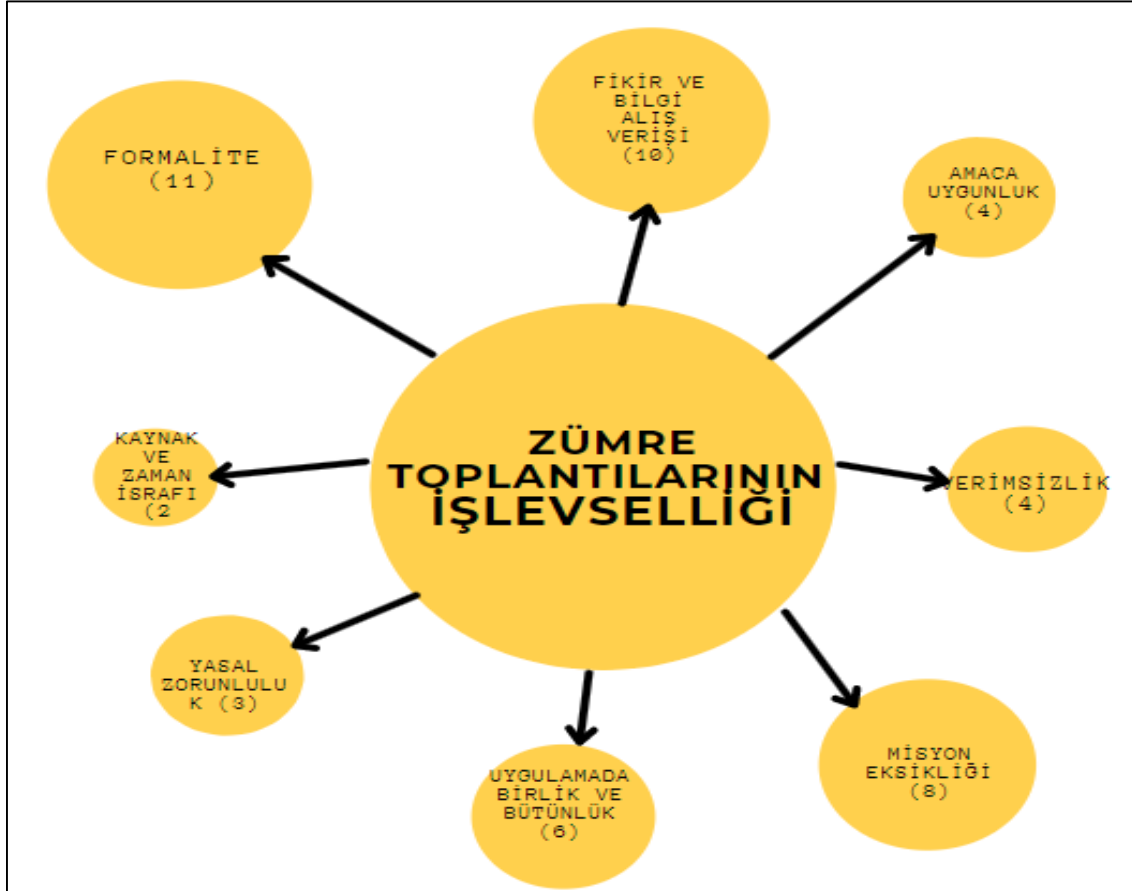 FORMALİTE
(11)
FİKİR VE
BİLGİ
ALIŞ
VERİŞİ
(10)
AMACA
UYGUNLUK
(4)
ZÜMRE
TOPLANTILARININ
İŞLEVSELLİĞİ
KAYNAK
VE
ZAMAN
İSRAFI
(2
VERİMSİZLİK
(4)
YASAL
ZORUNLULU
K (3)
UYGULAMADA
BİRLİK VE
BÜTÜNLÜK
(6)
MİSYON
EKSİKLİĞİ
(8)